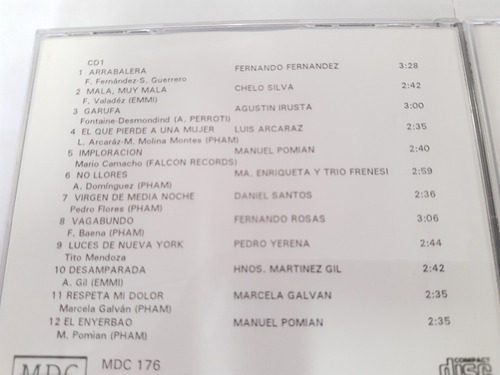 CD1
1 ARRABALERA FERNANDO FERNANDEZ 3:28
F. Fernández-S. Guerrero
2 MALA, MUY MALA CHELO SILVA 2:42
F. Valadéz (EMMI)
3 GARUFA AGUSTIN IRUSTA 3:00
Fontaine-Desmondind (A. PERROTI)
4 EL QUE PIERDE A UNA MUJER LUIS ARCARAZ 2:35
L. Arcaráz-M. Molina Montes (PHAM)
5 IMPLORACION MANUEL POMIAN 2:40
Mario Camacho (FALCON RECORDS)
6 NO LLORES MA. ENRIQUETA Y TRIO FRENESI 2:59
A. Domínguez (PHAM)
7 VIRGEN DE MEDIA NOCHE DANIEL SANTOS 2:36
Pedro Flores (PHAM)
8 VAGABUNDO FERNANDO ROSAS 3:06
F. Baena (PHAM)
9 LUCES DE NUEVA YORK PEDRO YERENA 2:44
Tito Mendoza
10 DESAMPARADA HNOS. MARTINEZ GIL 2:42
A. Gil (EMMI)
11 RESPETA MI DOLOR MARCELA GALVAN 2:35
Marcela Galván (PHAM)
12 EL ENYERBAO MANUEL POMIAN 2:35
M. Pomian (PHAM)
MDC MDC 176 COMPACT
disc